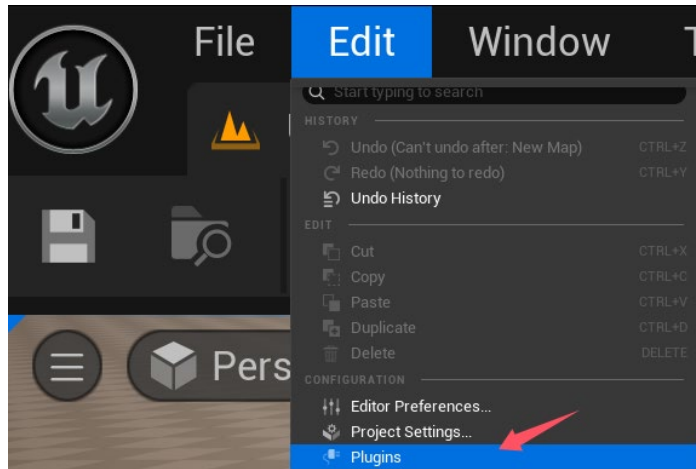 File Edit Window
Start typing to search
HISTORY
Undo (Can't undo after: New Map) CTRL+Z
Redo (Nothing to redo) CTRL+Y
Undo History
EDIT
Cut CTRL+X
Copy CTRL+C
Paste CTRL+V
Duplicate CTRL+D
Delete DELETE
Pers
CONFIGURATION
Editor Preferences...
Project Settings...
Plugins